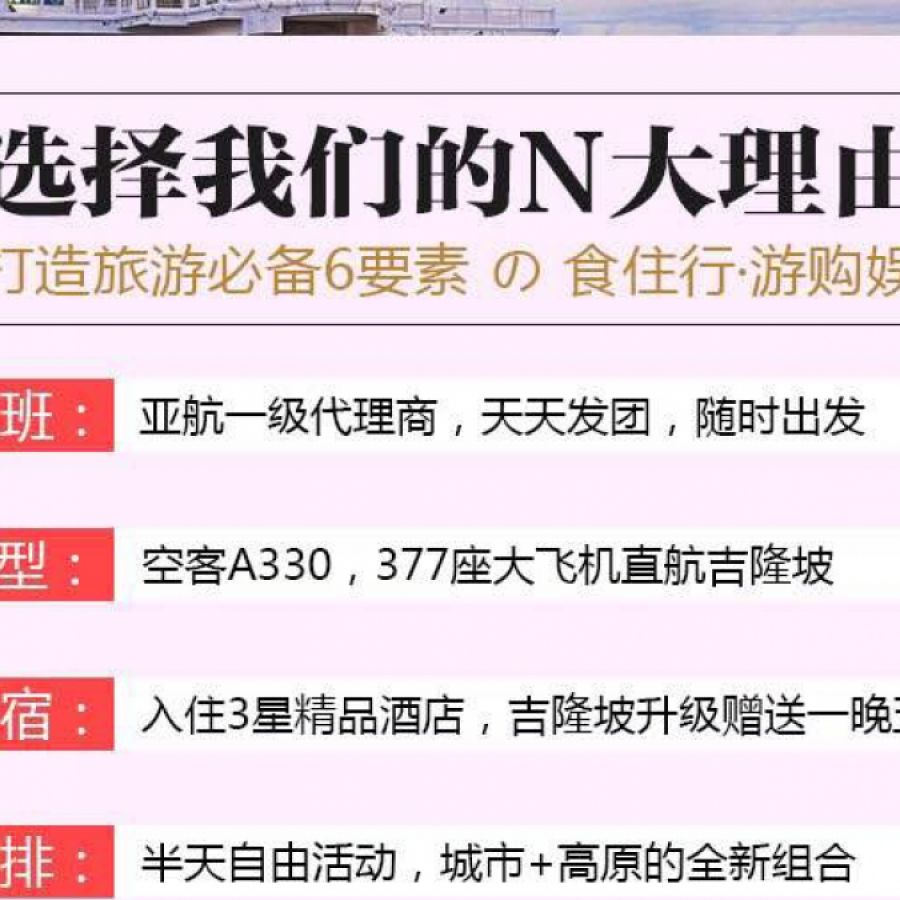 选择我们的N大理由
打造旅游必备6要素 の 食住行·游购娱
班： 亚航一级代理商，天天发团，随时出发
型： 空客A330，377座大飞机直航吉隆坡
宿： 入住3星精品酒店，吉隆坡升级赠送一晚五
排： 半天自由活动，城市+高原的全新组合